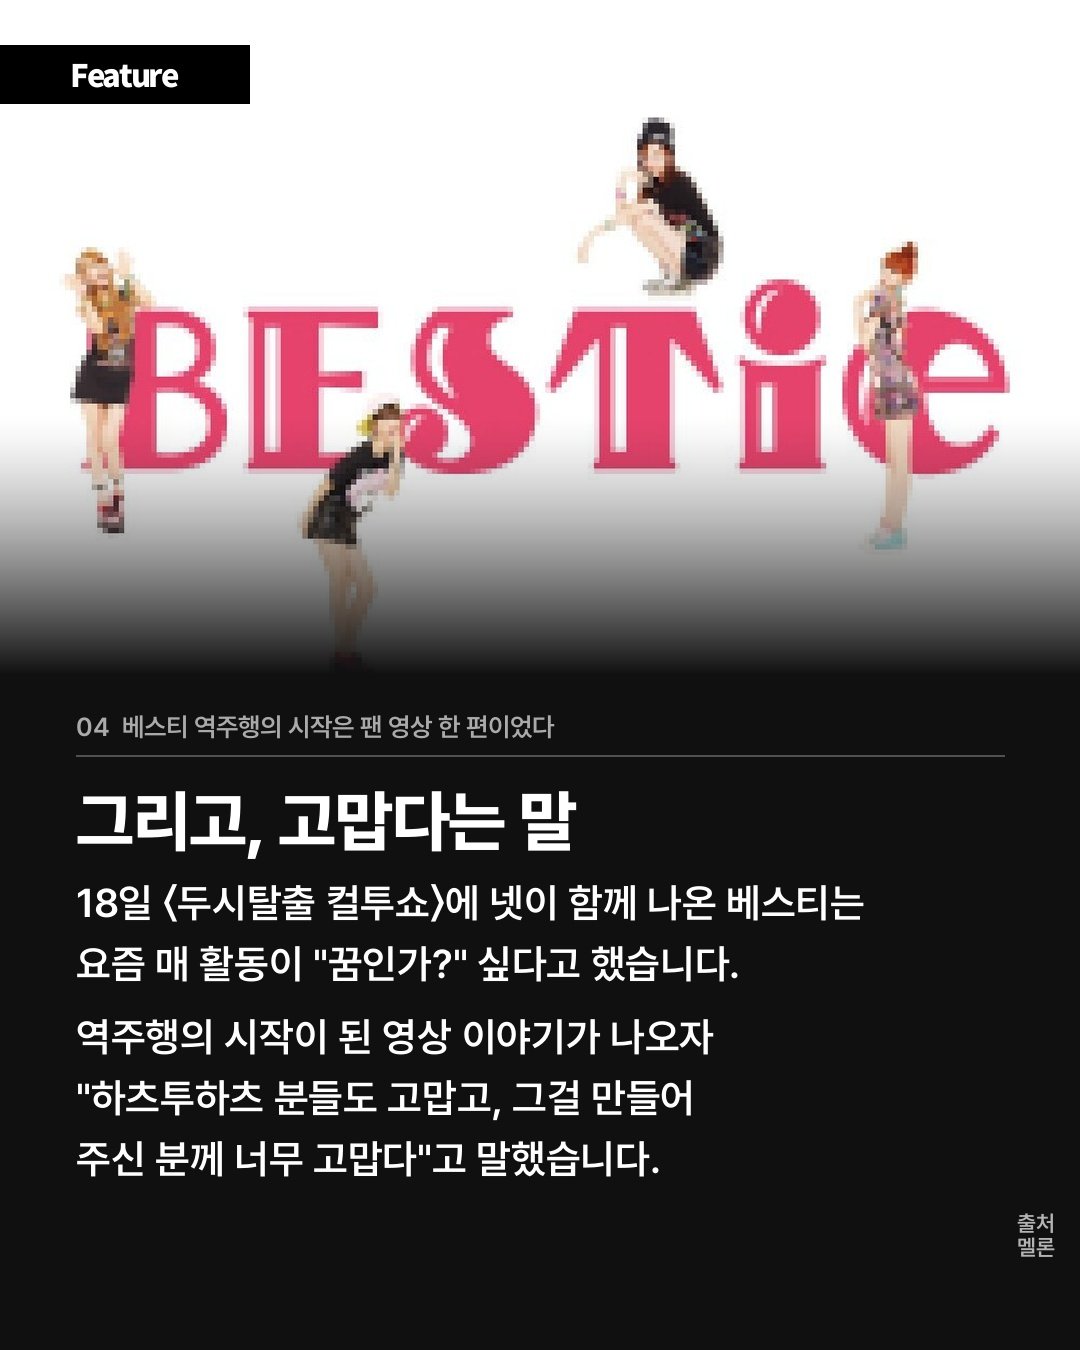 Feature
BESTie
04 베스티 역주행의 시작은 팬 영상 한 편이었다
그리고, 고맙다는 말
18일 〈두시탈출 컬투쇼〉에 넷이 함께 나온 베스티는
요즘 매 활동이 "꿈인가?" 싶다고 했습니다.
역주행의 시작이 된 영상 이야기가 나오자
"하츠투하츠 분들도 고맙고, 그걸 만들어
주신 분께 너무 고맙다"고 말했습니다.
출처
멜론